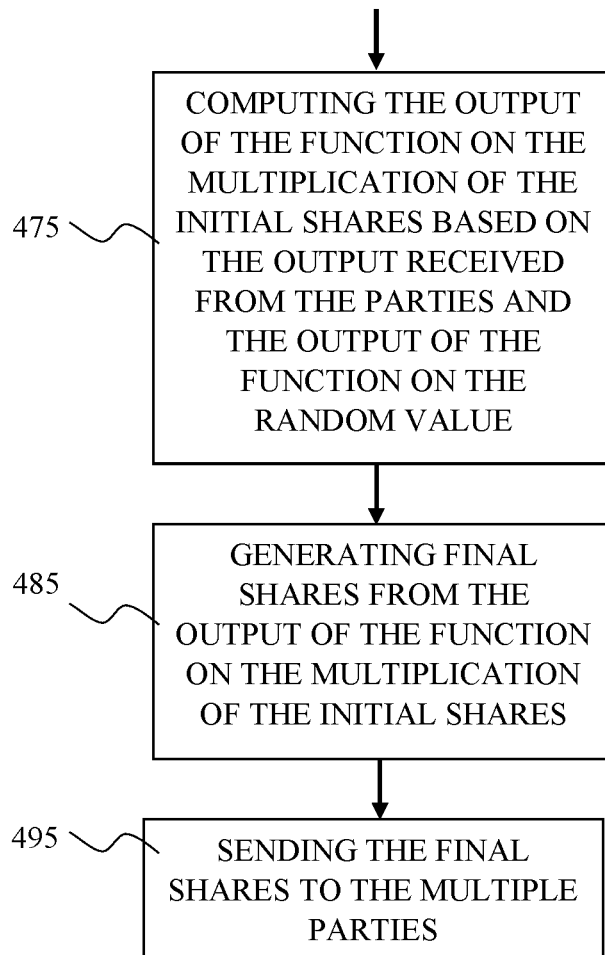 COMPUTING THE OUTPUT
OF THE FUNCTION ON THE
MULTIPLICATION OF THE
INITIAL SHARES BASED ON
THE OUTPUT RECEIVED
FROM THE PARTIES AND
THE OUTPUT OF THE
FUNCTION ON THE
RANDOM VALUE
475
GENERATING FINAL
SHARES FROM THE
OUTPUT OF THE FUNCTION
ON THE MULTIPLICATION
OF THE INITIAL SHARES
485
SENDING THE FINAL
SHARES TO THE MULTIPLE
PARTIES
495